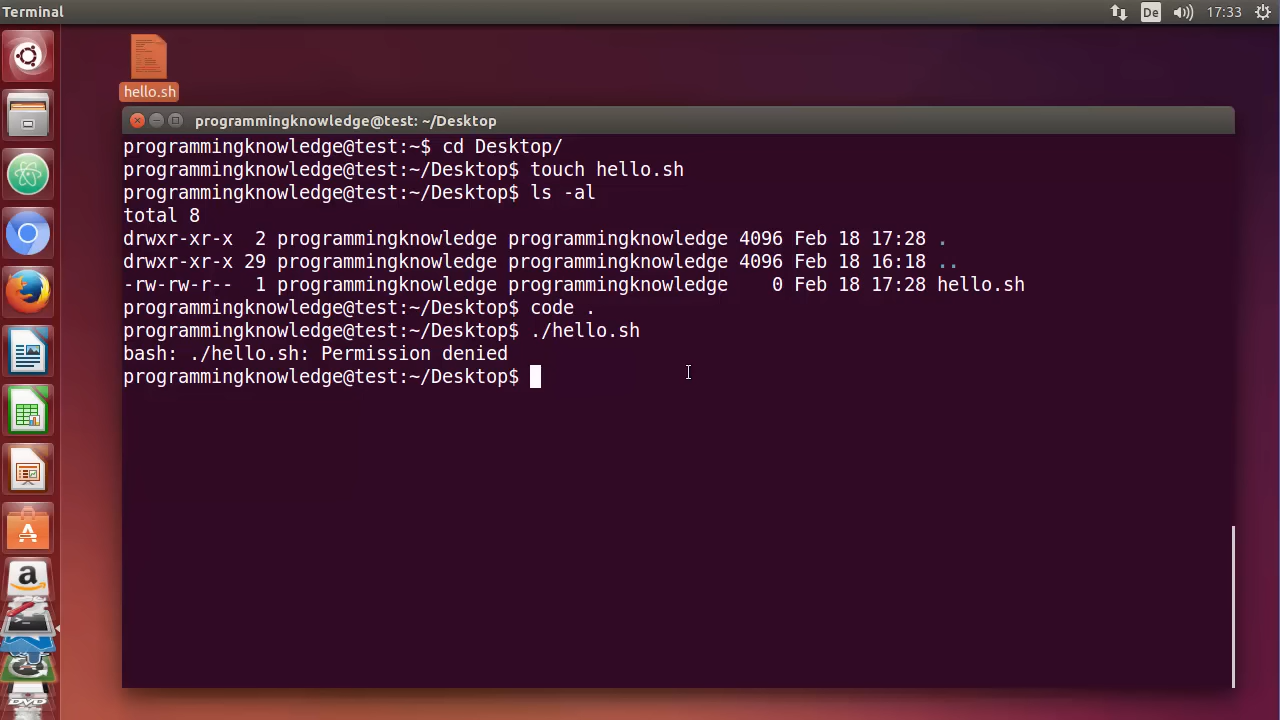 Terminal
De
17:33
hello.sh
programmingknowledge@test: ~/Desktop
programmingknowledge@test:~$ cd Desktop/
programmingknowledge@test:~/Desktop$ touch hello.sh
programmingknowledge@test:~/Desktop$ ls -al
total 8
drwxr-xr-x  2 programmingknowledge programmingknowledge 4096 Feb 18 17:28 .
drwxr-xr-x 29 programmingknowledge programmingknowledge 4096 Feb 18 16:18 ..
-rw-rw-r--  1 programmingknowledge programmingknowledge    0 Feb 18 17:28 hello.sh
programmingknowledge@test:~/Desktop$ code .
programmingknowledge@test:~/Desktop$ ./hello.sh
bash: ./hello.sh: Permission denied
programmingknowledge@test:~/Desktop$
A
a
DVD